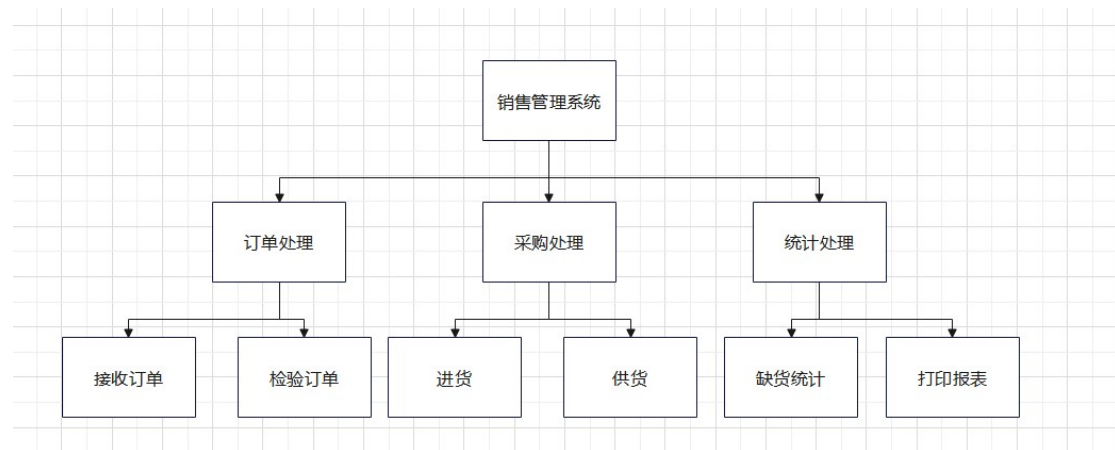 销售管理系统
订单处理
采购处理
统计处理
接收订单
检验订单
进货
供货
缺货统计
打印报表